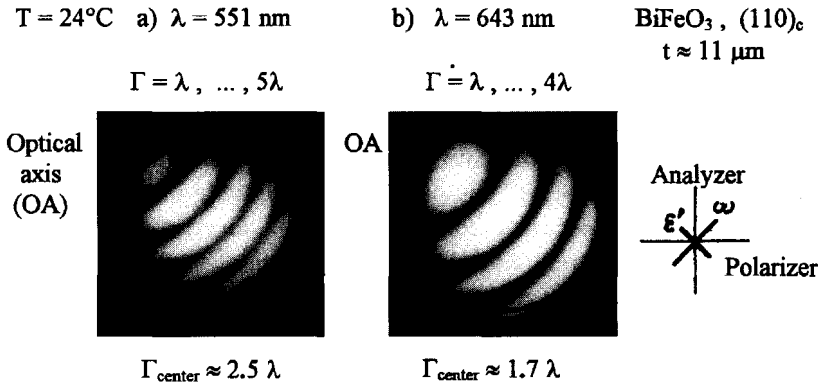 T = 24°C a) λ = 551 nm b) λ = 643 nm BiFeO₃ , (110)c
t ≈ 11 μm
Γ = λ , ... , 5λ Γ = λ , ... , 4λ
Optical
axis
(OA)
OA
Analyzer
ε' ω
Polarizer
Γcenter ≈ 2.5 λ Γcenter ≈ 1.7 λ